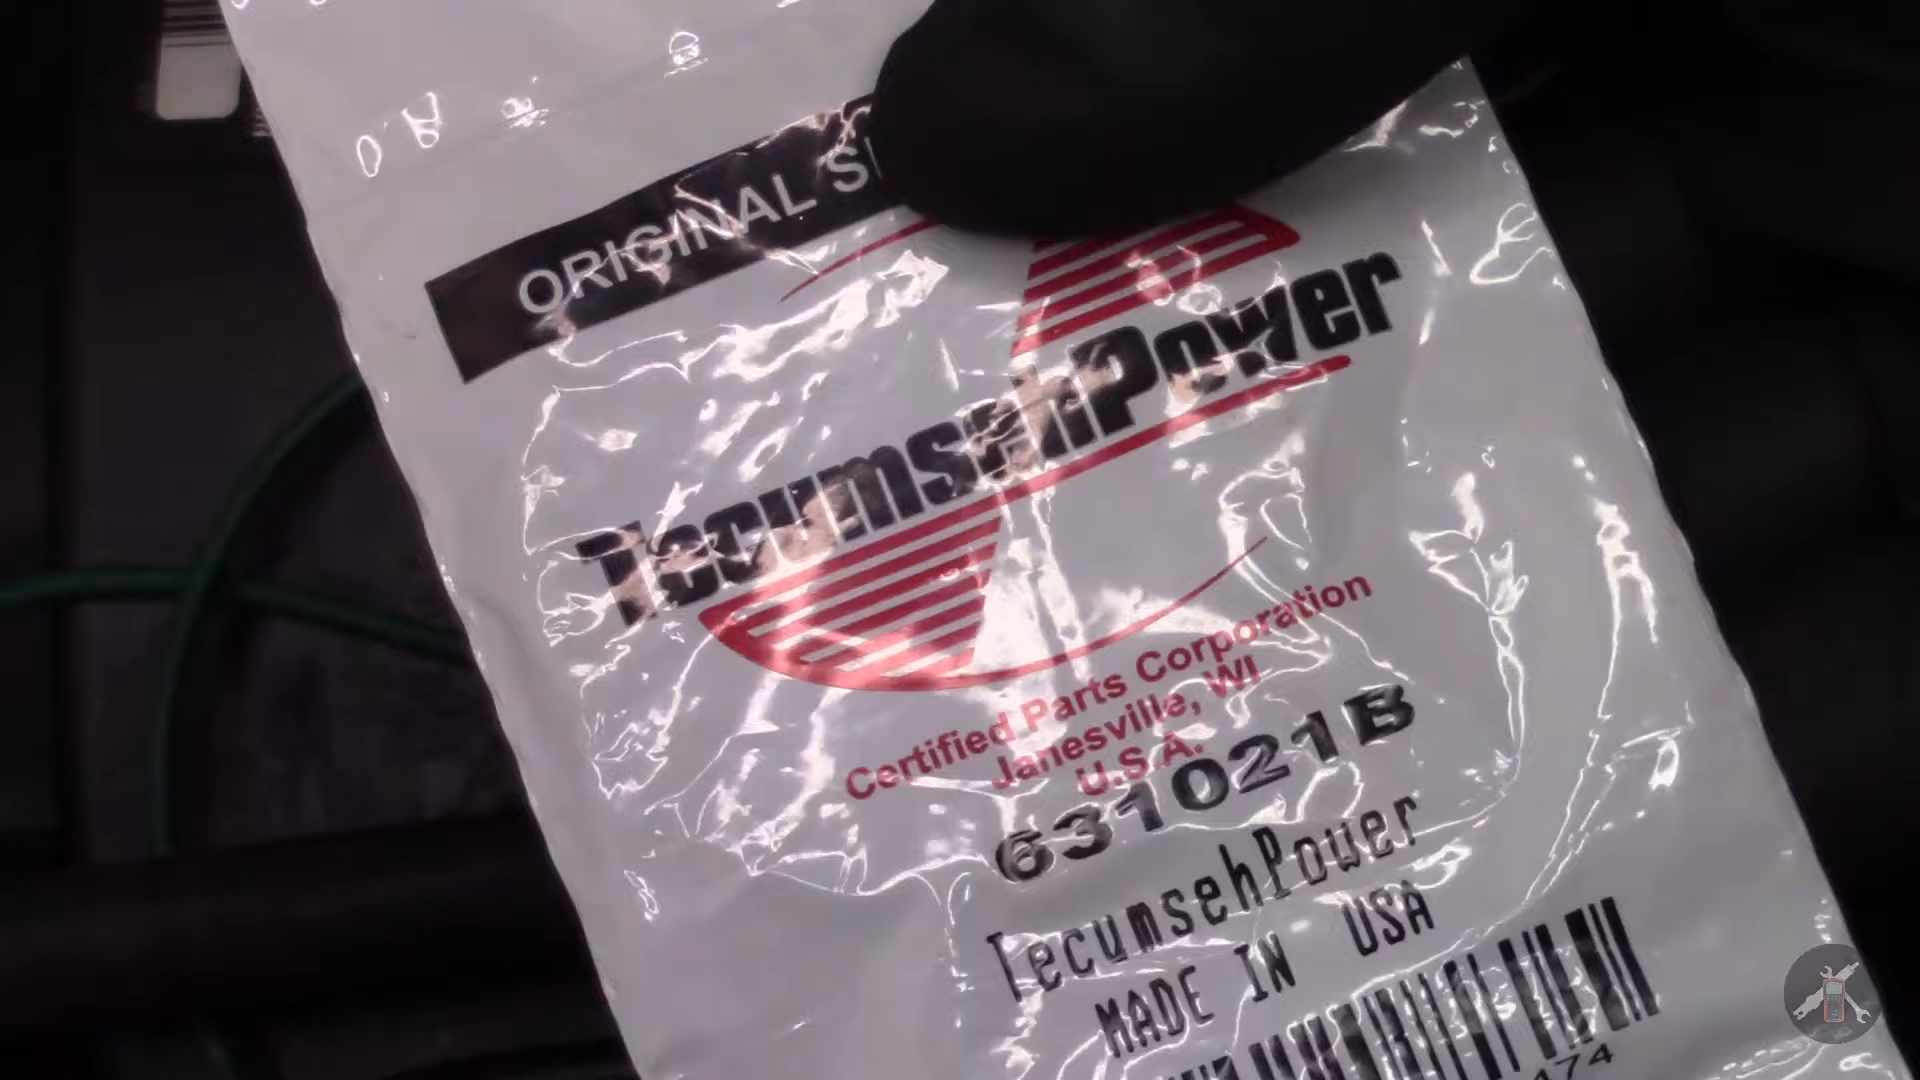 ORIGINAL
TecumsehPower
Certified Parts Corporation
Janesville, WI
U.S.A.
631021B
TecumsehPower
MADE IN USA